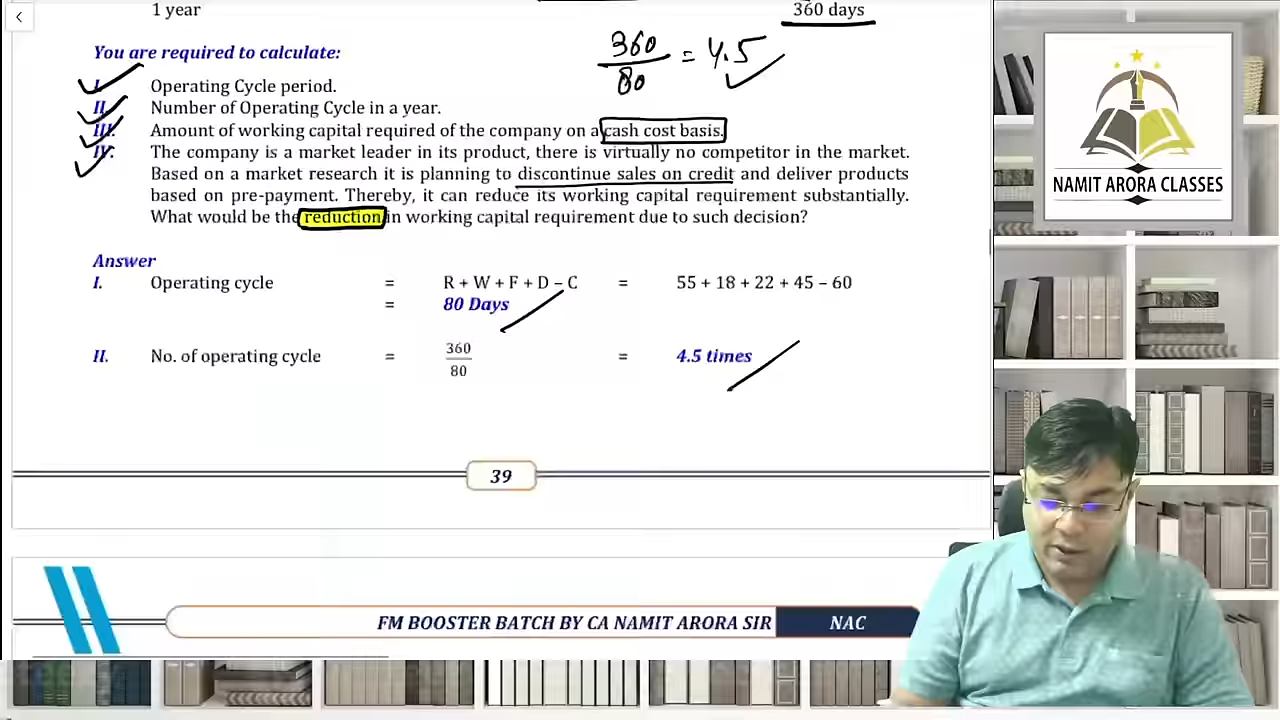 1 year 360 days
You are required to calculate:
360/80 = 4.5
I. Operating Cycle period.
II. Number of Operating Cycle in a year.
III. Amount of working capital required of the company on a cash cost basis.
IV. The company is a market leader in its product, there is virtually no competitor in the market.
Based on a market research it is planning to discontinue sales on credit and deliver products
based on pre-payment. Thereby, it can reduce its working capital requirement substantially.
What would be the reduction in working capital requirement due to such decision?
Answer
I. Operating cycle = R + W + F + D – C = 55 + 18 + 22 + 45 – 60
= 80 Days
II. No. of operating cycle = 360/80 = 4.5 times
39
FM BOOSTER BATCH BY CA NAMIT ARORA SIR NAC
NAMIT ARORA CLASSES